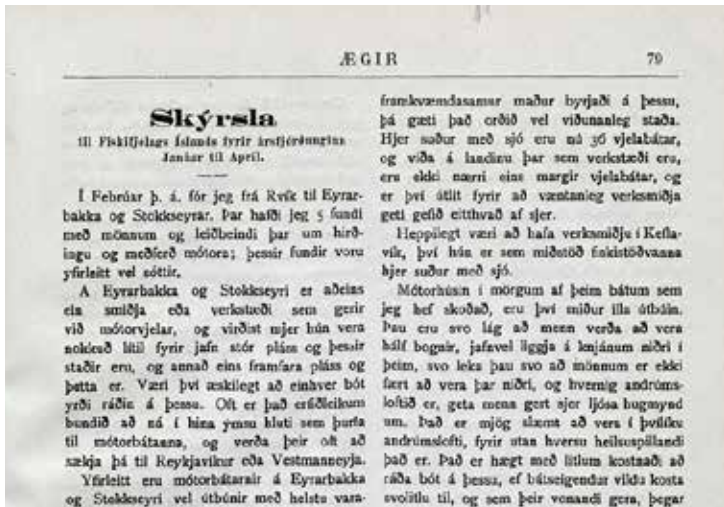 ÆGIR
79
Skýrsla
til Fiskifjelags Íslands fyrir ársfjórðunginn
Janúar til Apríl.
Í Febrúar þ. á. fór jeg frá Rvík til Eyrar-
bakka og Stokkseyrar. Þar hafði jeg 5 fundi
með mönnum og leiðbeindi þar um hirð-
ingu og meðferð mótora; þessir fundir voru
yfirleitt vel sóttir.
A Eyrarbakka og Stokkseyri er aðeins
ein smiðja eða verkstæði sem gerir
við mótorvjelar, og virðist mjer hún vera
nokkuð lítil fyrir jafn stór pláss og þessir
staðir eru, og annað eins framfara pláss og
þetta er. Væri því æskilegt að einhver bót
yrði ráðin á þessu. Oft er það erfiðleikum
bundið að ná í hina ymsu hluti sem þurfa
til mótorbátanna, og verða þeir oft að
sækja þá til Reykjavíkur eða Vestmanneyja.
Yfirleitt eru mótorbátarnir á Eyrarbakka
og Stokkseyri vel útbúnir með helstu vara-
framkvæmdasamur maður byrjaði á þessu,
þá gæti það orðið vel viðunanleg staða.
Hjer suður með sjó eru nú 36 vjelabátar,
og víða á landinu þar sem verkstæði eru,
eru ekki nærri eins margir vjelabátar, og
er því útlit fyrir að væntanleg verksmiðja
geti gefið eitthvað af sjer.
Heppilegt væri að hafa verksmiðju í Kefla-
vík, því hún er sem miðstöð fiskistöðvanna
hjer suður með sjó.
Mótorhúsin í mörgum af þeim bátum sem
jeg hef skoðað, eru því miður illa útbúin.
Þau eru svo lág að menn verða að vera
hálf bognir, jafnvel liggja á knjánum niðri í
þeim, svo leka þau svo að mönnum er ekki
fært að vera þar niðri, og hvernig andrúms-
loftið er, geta menn gert sjer ljósa hugmynd
um. Það er mjög slæmt að vera í þvílíku
andrúmslofti, fyrir utan hversu heilsuspillandi
það er. Það er hægt með litlum kostnaði að
ráða bót á þessu, ef bátseigendur vildu kosta
svolitlu til, og sem þeir vonandi gera, þegar